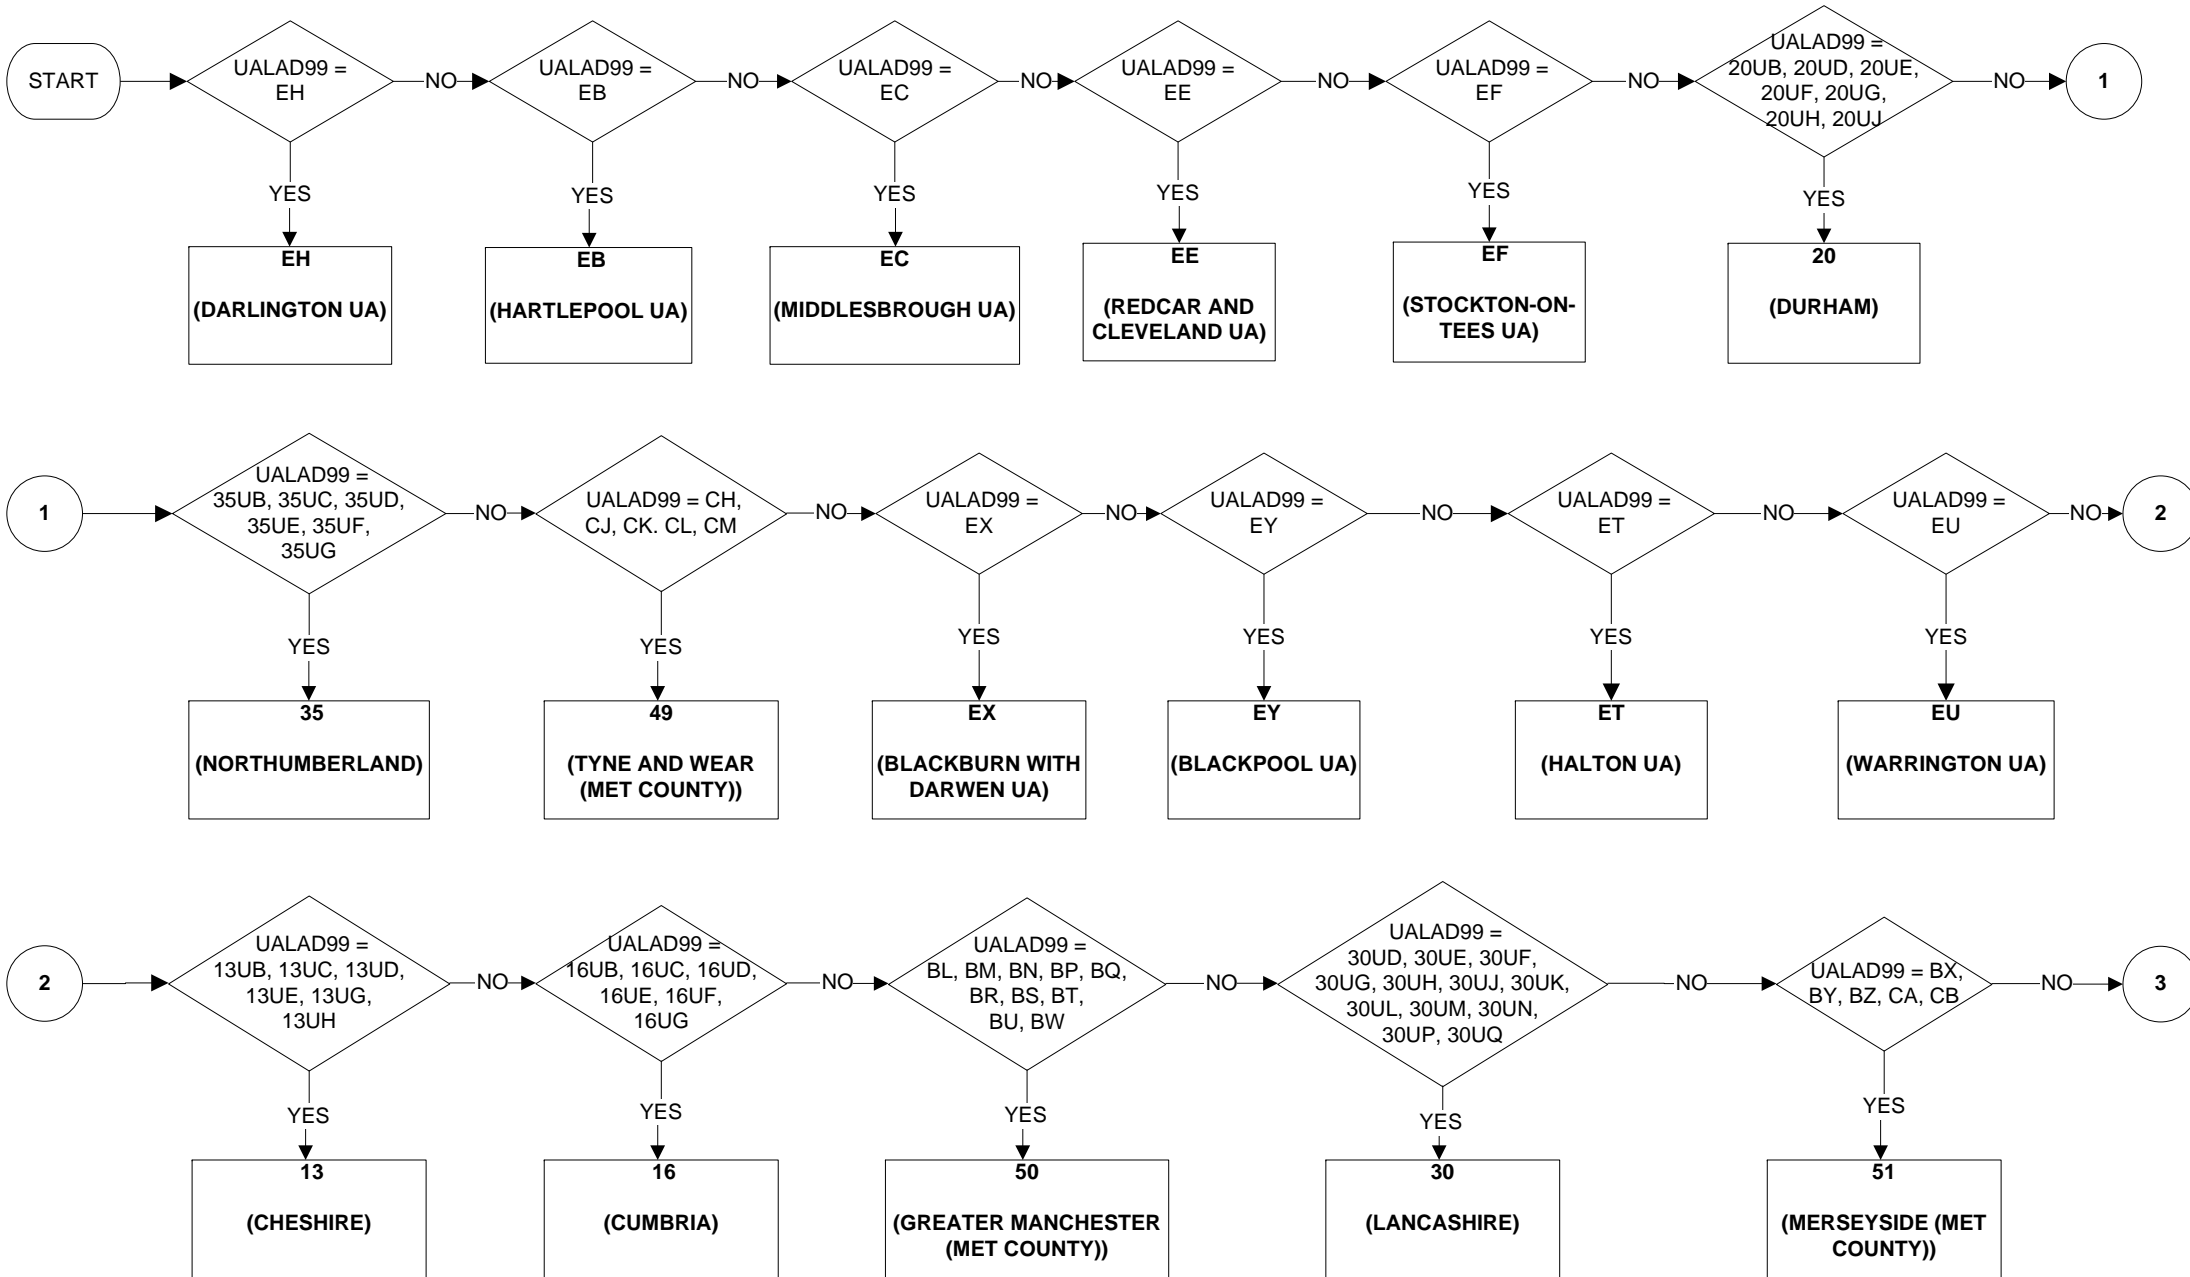 START
UALAD99 =
EH
NO
UALAD99 =
EB
NO
UALAD99 =
EC
NO
UALAD99 =
EE
NO
UALAD99 =
EF
NO
UALAD99 =
20UB, 20UD, 20UE,
20UF, 20UG,
20UH, 20UJ
NO
1
YES
YES
YES
YES
YES
YES
EH
(DARLINGTON UA)
EB
(HARTLEPOOL UA)
EC
(MIDDLESBROUGH UA)
EE
(REDCAR AND
CLEVELAND UA)
EF
(STOCKTON-ON-
TEES UA)
20
(DURHAM)
1
UALAD99 =
35UB, 35UC, 35UD,
35UE, 35UF,
35UG
NO
UALAD99 = CH,
CJ, CK. CL, CM
NO
UALAD99 =
EX
NO
UALAD99 =
EY
NO
UALAD99 =
ET
NO
UALAD99 =
EU
NO
2
YES
YES
YES
YES
YES
YES
35
(NORTHUMBERLAND)
49
(TYNE AND WEAR
(MET COUNTY))
EX
(BLACKBURN WITH
DARWEN UA)
EY
(BLACKPOOL UA)
ET
(HALTON UA)
EU
(WARRINGTON UA)
2
UALAD99 =
13UB, 13UC, 13UD,
13UE, 13UG,
13UH
NO
UALAD99 =
16UB, 16UC, 16UD,
16UE, 16UF,
16UG
NO
UALAD99 =
BL, BM, BN, BP, BQ,
BR, BS, BT,
BU, BW
NO
UALAD99 =
30UD, 30UE, 30UF,
30UG, 30UH, 30UJ, 30UK,
30UL, 30UM, 30UN,
30UP, 30UQ
NO
UALAD99 = BX,
BY, BZ, CA, CB
NO
3
YES
YES
YES
YES
YES
13
(CHESHIRE)
16
(CUMBRIA)
50
(GREATER MANCHESTER
(MET COUNTY))
30
(LANCASHIRE)
51
(MERSEYSIDE (MET
COUNTY))